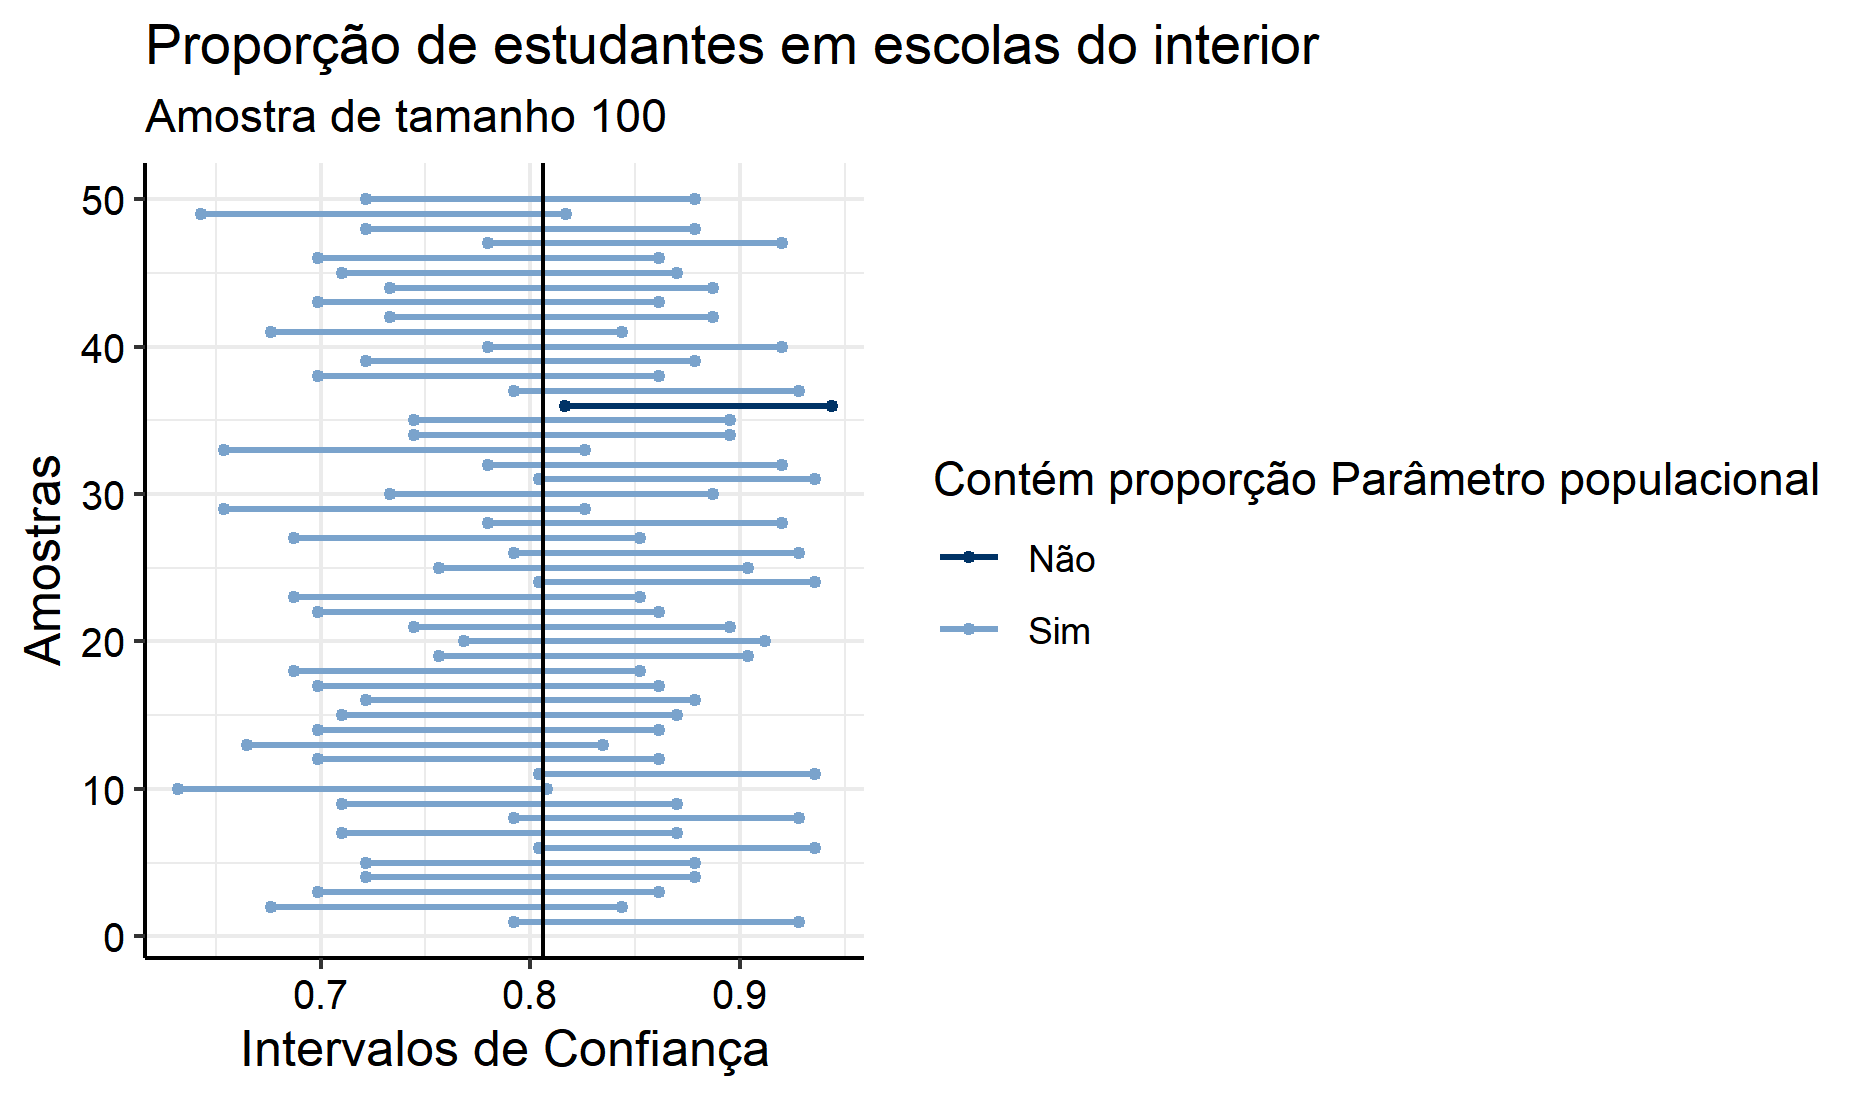 Proporção de estudantes em escolas do interior
Amostra de tamanho 100
50
40
30
20
10
0
Amostras
0.7 0.8 0.9
Intervalos de Confiança
Contém proporção Parâmetro populacional
Não
Sim